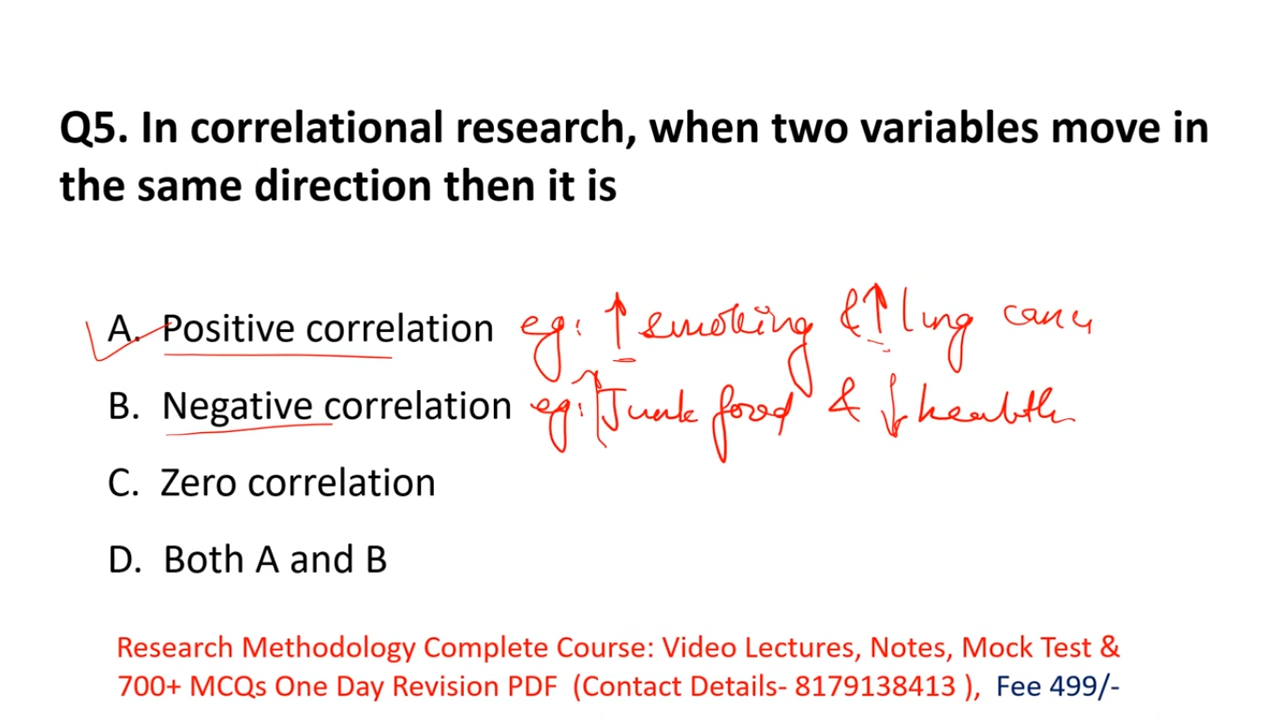 Q5. In correlational research, when two variables move in
the same direction then it is
A. Positive correlation eg: ↑ smoking & ↑ lung
B. Negative correlation eg: ↑ Junk food & ↓ health
C. Zero correlation
D. Both A and B
Research Methodology Complete Course: Video Lectures, Notes, Mock Test &
700+ MCQs One Day Revision PDF (Contact Details- 8179138413 ), Fee 499/-